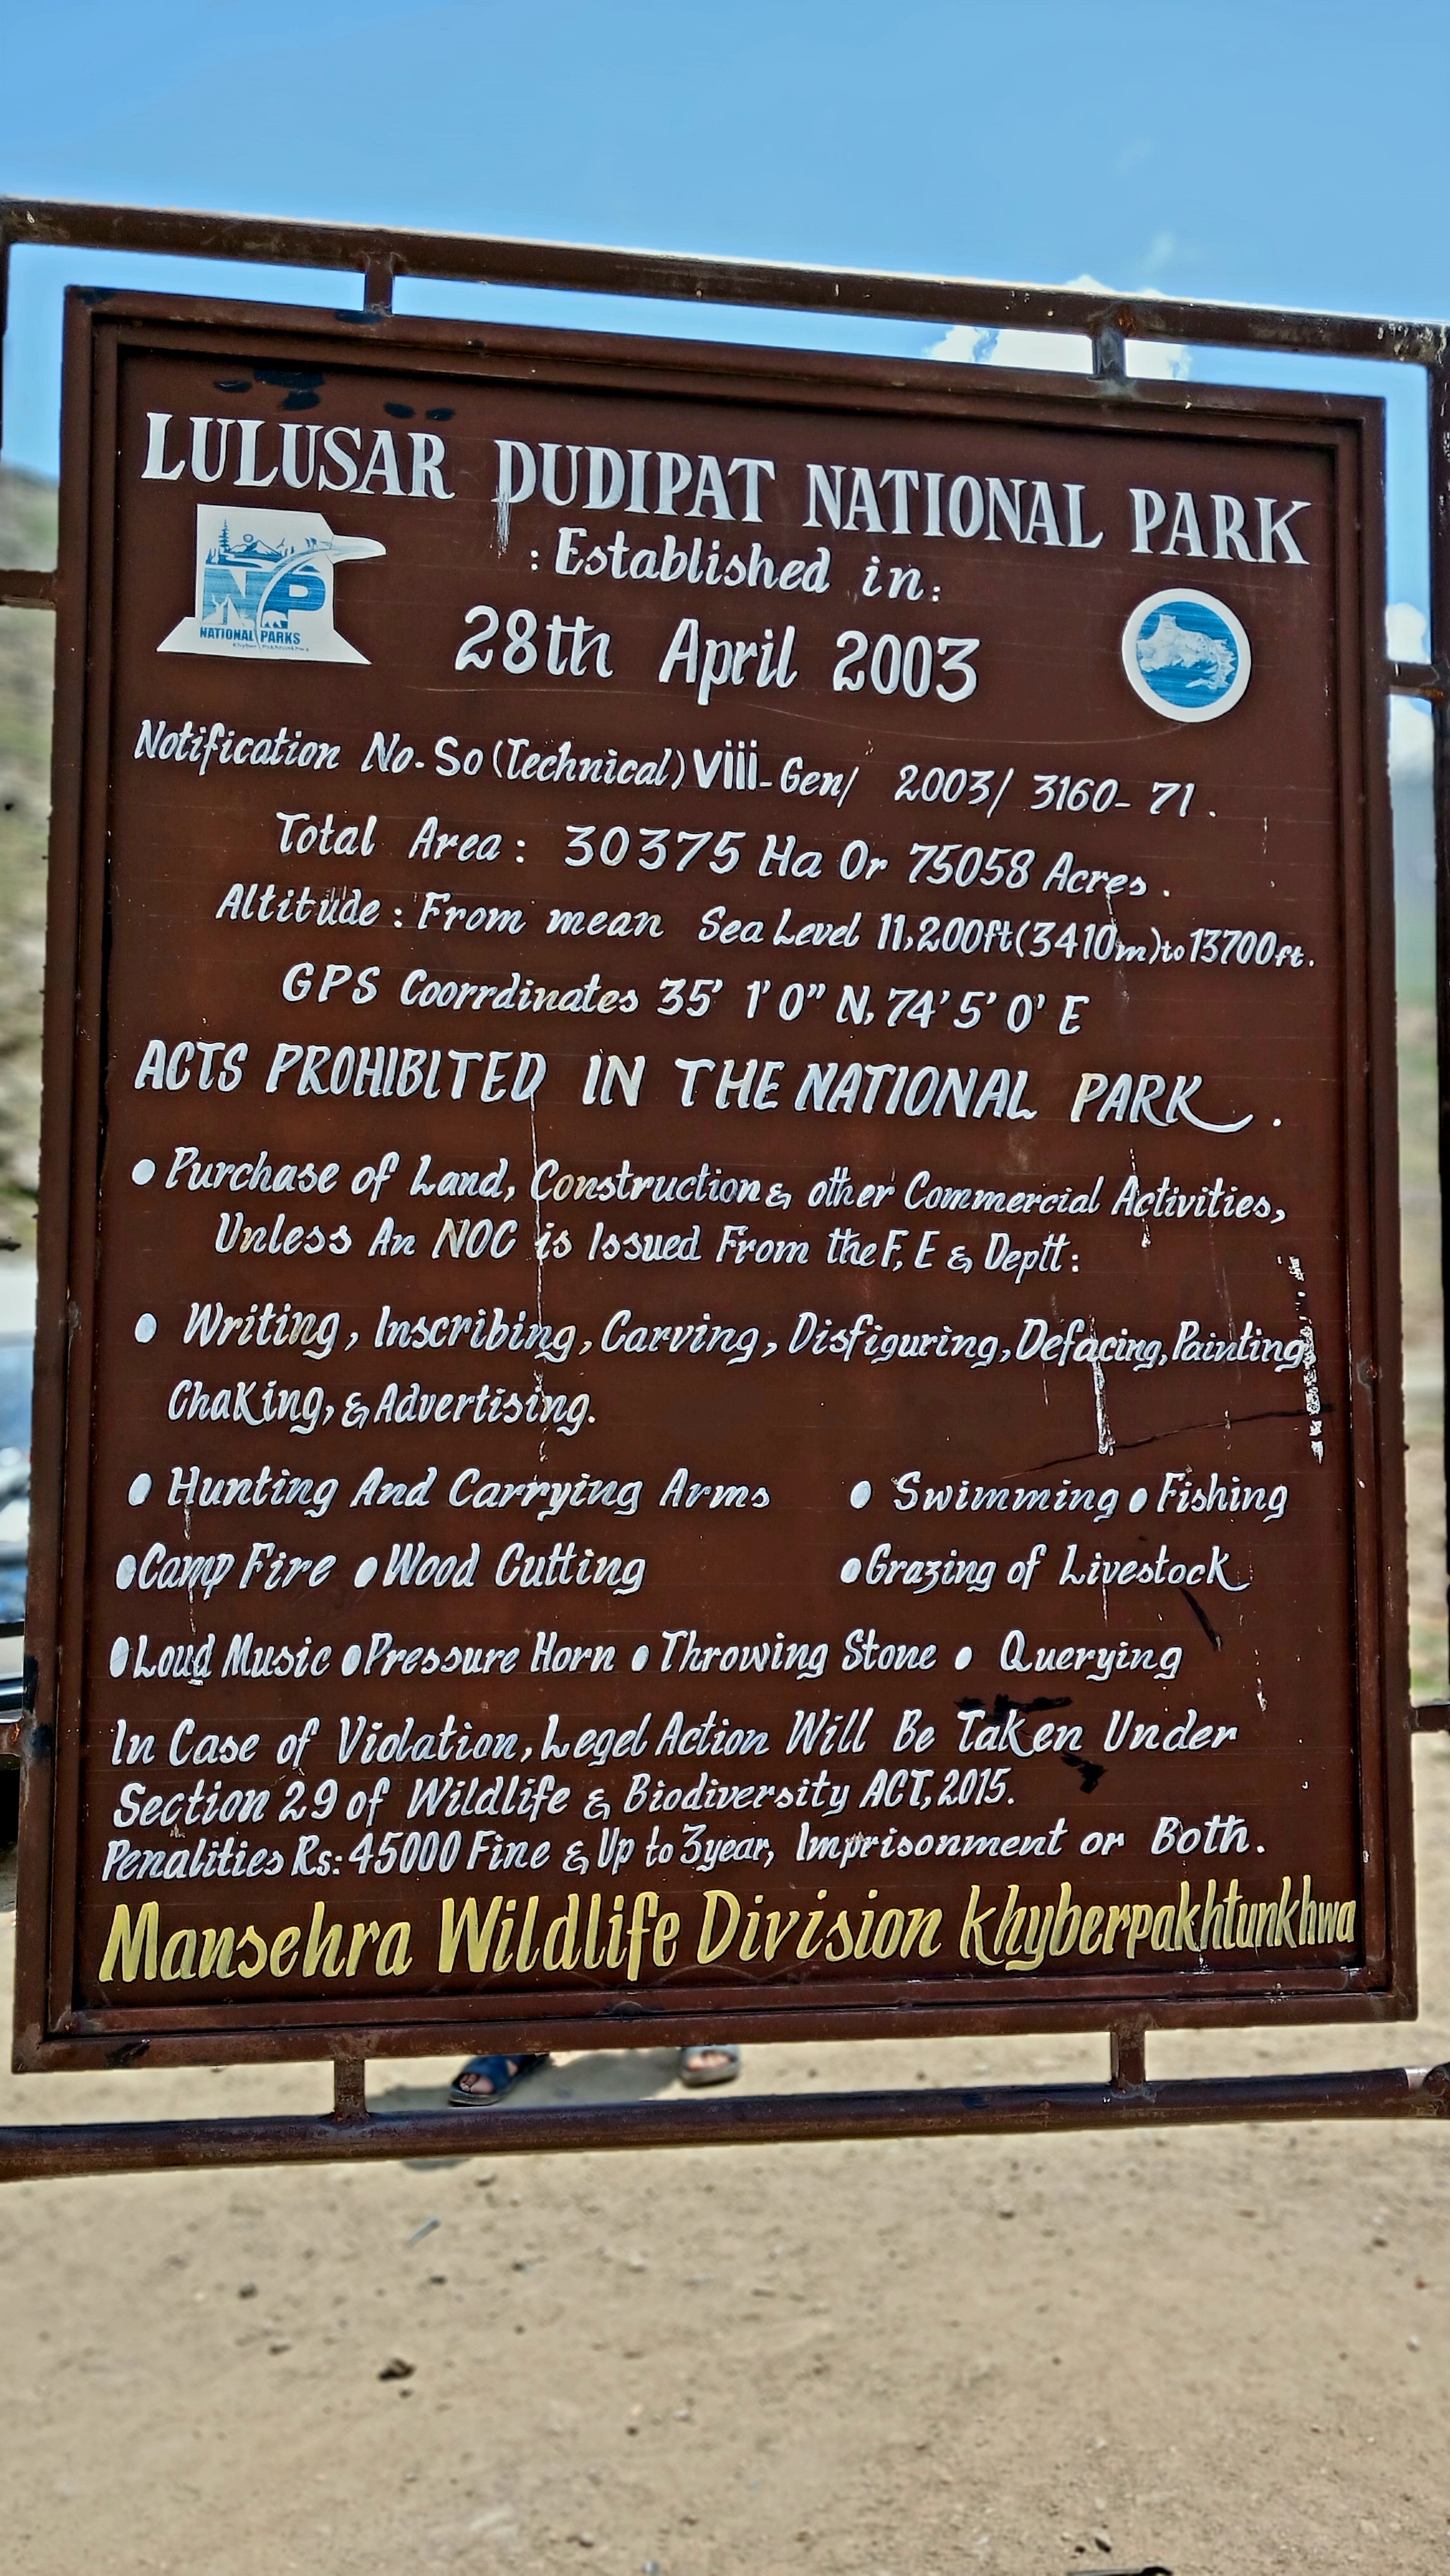 LULUSAR DUDIPAT NATIONAL PARK
: Established in:
28th April 2003
NP
NATIONAL PARKS
Khyber Pakhtunkhwa
Notification No. So (Technical) Viii-Gen/ 2003/ 3160-71.
Total Area: 30375 Ha Or 75058 Acres.
Altitude: From mean Sea Level 11,200ft(3410m)to 13700ft.
GPS Coorrdinates 35' 1' 0" N, 74' 5' 0' E
ACTS PROHIBITED IN THE NATIONAL PARK.
• Purchase of Land, Construction & other Commercial Activities,
Unless An NOC is Issued From the F, E & Deptt:
• Writing, Inscribing, Carving, Disfiguring, Defacing, Painting
ChaKing, & Advertising.
• Hunting And Carrying Arms • Swimming • Fishing
• Camp Fire • Wood Cutting • Grazing of Livestock
• Loud Music • Pressure Horn • Throwing Stone • Querying
In Case of Violation, Legel Action Will Be Taken Under
Section 29 of Wildlife & Biodiversity ACT, 2015.
Penalities Rs: 45000 Fine & Up to 3year, Imprisonment or Both.
Mansehra Wildlife Division Khyberpakhtunkhwa